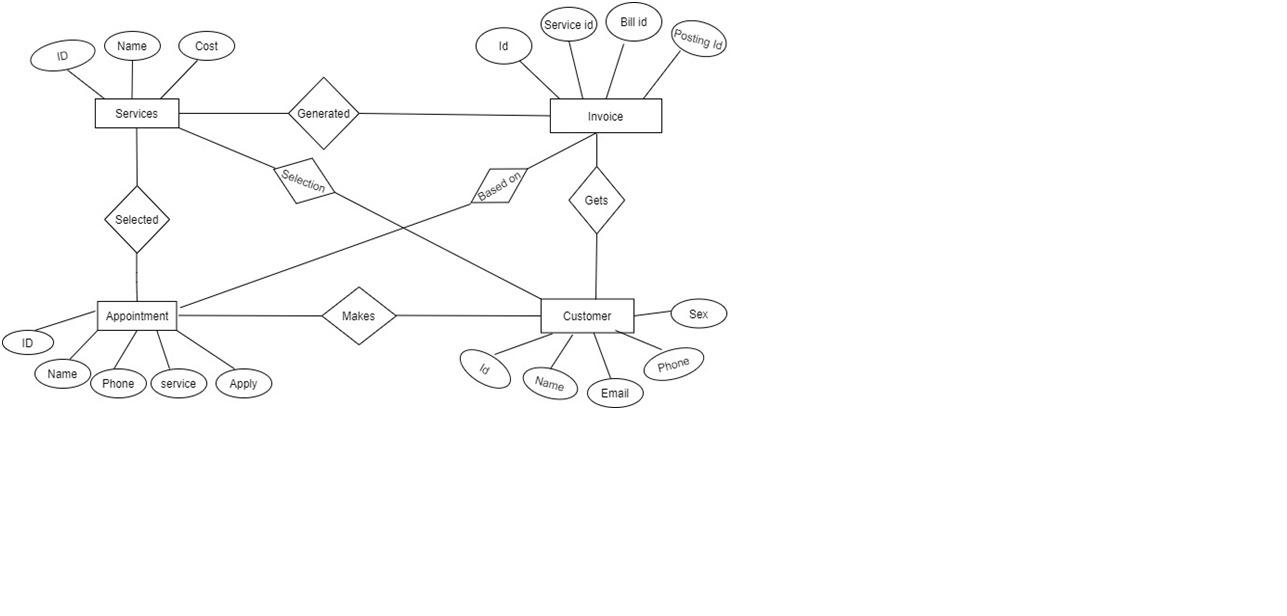 Service id
Bill id
Posting Id
ID
Name
Cost
Id
Services
Generated
Invoice
Selection
Based on
Selected
Gets
Appointment
Makes
Customer
Sex
ID
Name
Phone
service
Apply
Id
Name
Email
Phone